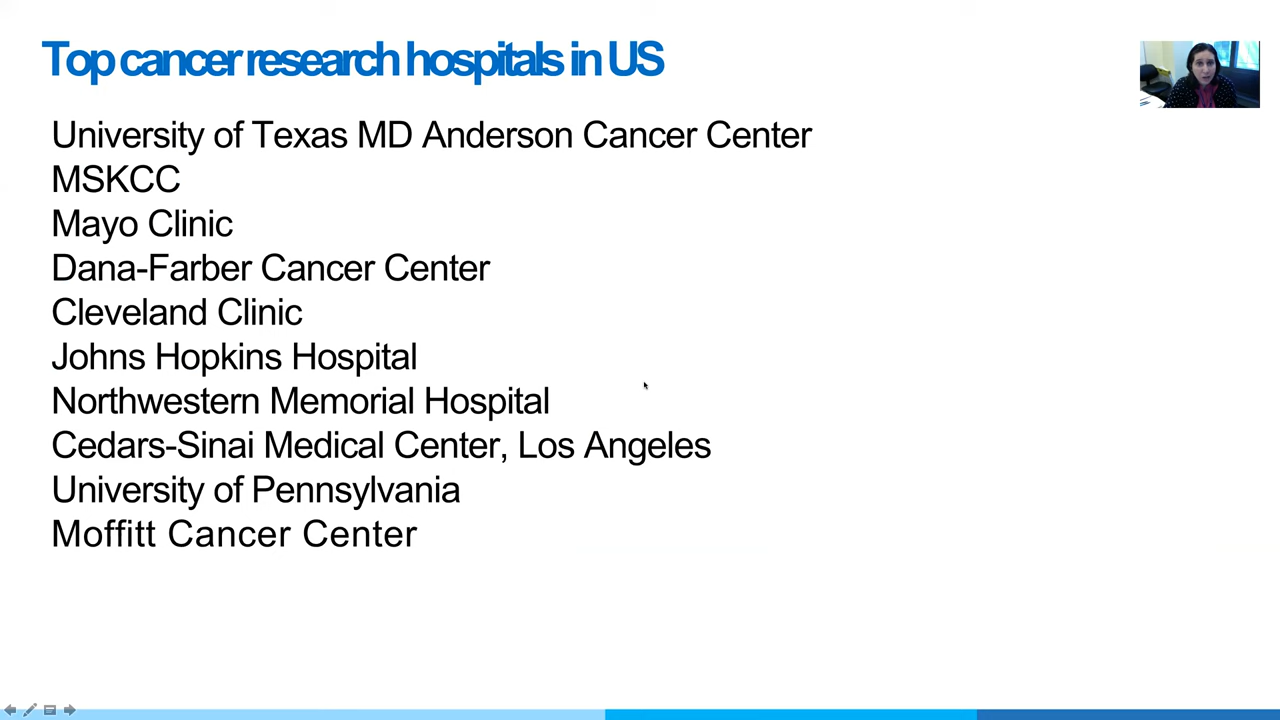 Top cancer research hospitals in US
University of Texas MD Anderson Cancer Center
MSKCC
Mayo Clinic
Dana-Farber Cancer Center
Cleveland Clinic
Johns Hopkins Hospital
Northwestern Memorial Hospital
Cedars-Sinai Medical Center, Los Angeles
University of Pennsylvania
Moffitt Cancer Center